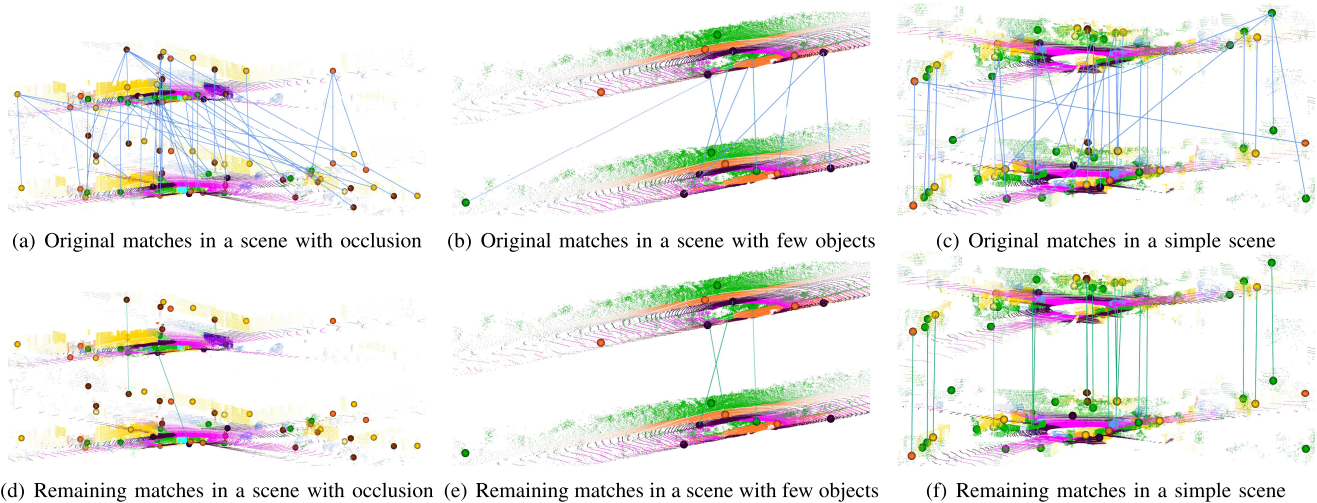 (a) Original matches in a scene with occlusion
(b) Original matches in a scene with few objects
(c) Original matches in a simple scene
(d) Remaining matches in a scene with occlusion
(e) Remaining matches in a scene with few objects
(f) Remaining matches in a simple scene